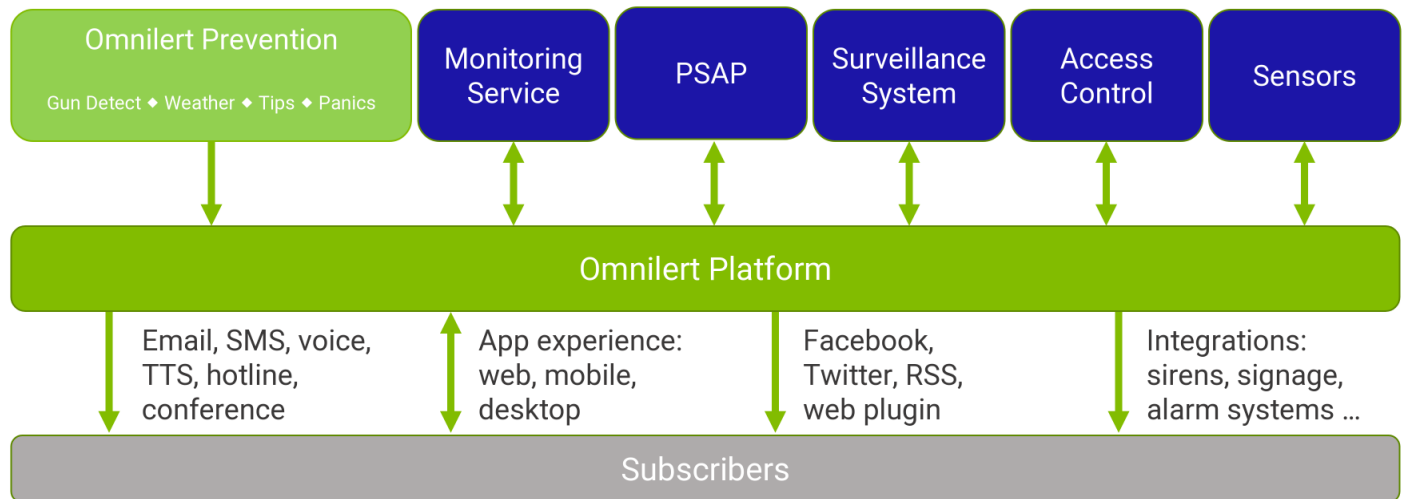 Omnilert Prevention
Gun Detect ◆ Weather ◆ Tips ◆ Panics
Monitoring
Service
PSAP
Surveillance
System
Access
Control
Sensors
Omnilert Platform
Email, SMS, voice,
TTS, hotline,
conference
App experience:
web, mobile,
desktop
Facebook,
Twitter, RSS,
web plugin
Integrations:
sirens, signage,
alarm systems ...
Subscribers